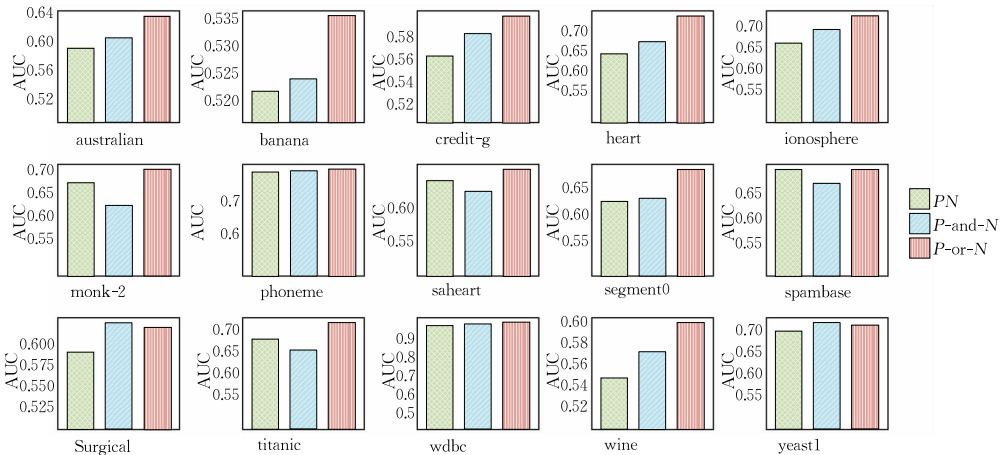 0.64
0.60
0.56
0.52
AUC
australian
0.535
0.530
0.525
0.520
AUC
banana
0.58
0.56
0.54
0.52
AUC
credit-g
0.70
0.65
0.60
0.55
AUC
heart
0.70
0.65
0.60
0.55
AUC
ionosphere
0.70
0.65
0.60
0.55
AUC
monk-2
0.7
0.6
AUC
phoneme
0.60
0.55
AUC
saheart
0.65
0.60
0.55
AUC
segment0
0.65
0.60
0.55
AUC
spambase
PN
P-and-N
P-or-N
0.600
0.575
0.550
0.525
AUC
Surgical
0.70
0.65
0.60
0.55
AUC
titanic
0.9
0.8
0.7
0.6
0.5
AUC
wdbc
0.60
0.58
0.56
0.54
0.52
AUC
wine
0.70
0.65
0.60
0.55
AUC
yeast1